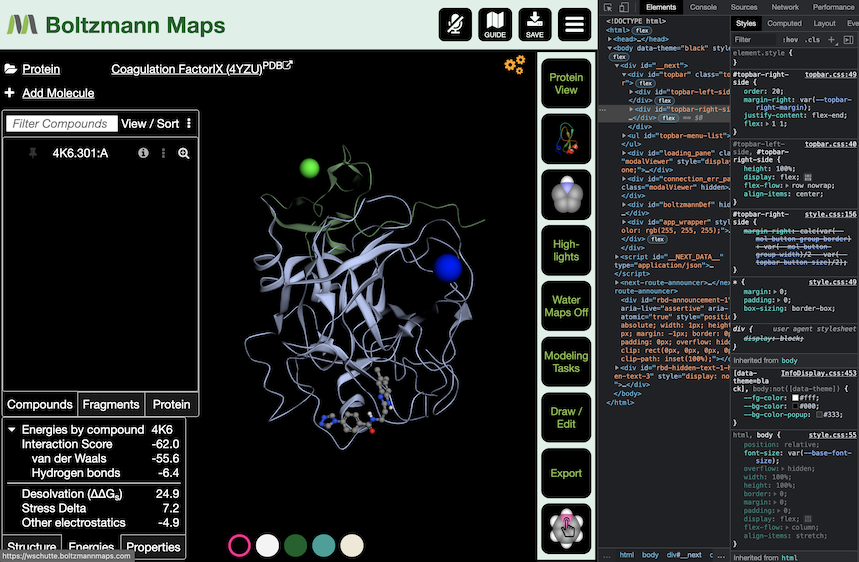 Boltzmann Maps
GUIDE
SAVE
Protein
Coagulation FactorIX (4YZU)PDB
+ Add Molecule
Filter Compounds
View / Sort
4K6.301:A
Compounds
Fragments
Protein
Energies by compound 4K6
Interaction Score -62.0
van der Waals -55.6
Hydrogen bonds -6.4
Desolvation (ΔΔGs) 24.9
Stress Delta 7.2
Other electrostatics -4.9
Structure
Energies
Properties
https://wschutte.boltzmannmaps.com
Protein
View
High-
lights
Water
Maps Off
Modeling
Tasks
Draw /
Edit
Export
Elements
Console
Sources
Network
Performance
<!DOCTYPE html>
<html> flex
<head>…</head>
<body data-theme="black" style
flex
<div id="__next">
<div id="topbar" class="to
r"> flex
<div id="topbar-left-sid
</div> flex
<div id="topbar-right-si
…</div> flex == $0
</div>
<ul id="topbar-menu-list">
</ul>
<div id="loading_pane" c
"modalViewer" style="displa
one;">…</div>
<div id="connection_err_pa
class="modalViewer" hidden>
</div>
<div id="boltzmannDef" hi
</div>
<div id="app_wrapper" sty
olor: rgb(255, 255, 255);">
</div> flex
</div>
<script id="__NEXT_DATA__"
type="application/json">…
</script>
<next-route-announcer>…</ne
route-announcer>
<div id="rbd-announcement-1"
aria-live="assertive" aria-
atomic="true" style="positio
absolute; width: 1px; heigh
px; margin: -1px; border: 0p
padding: 0px; overflow: hidd
clip: rect(0px, 0px, 0px, 0p
clip-path: inset(100%);"></d
<div id="rbd-hidden-text-1-h
en-text-3" style="display: no
…</div>
</body>
</html>
html
body
div#__next
Styles
Computed
Layout
Eve
Filter
:hov
.cls
+
element.style {
}
#topbar-right-
side {
topbar.css:49
order: 20;
margin-right: var(--topbar-
right-margin);
justify-content: flex-end;
flex: 1 1;
}
#topbar-left-
side, #topbar-
right-side {
topbar.css:40
height: 100%;
display: flex;
flex-flow: row nowrap;
align-items: center;
}
#topbar-right-
side {
style.css:156
margin-right: calc(var(
--mol-button-group-border)
+ var(--mol-button-
group-width)/2 - var(--
topbar-button-size)/2);
}
* {
style.css:49
margin: 0;
padding: 0;
box-sizing: border-box;
}
div {
user agent stylesheet
display: block;
}
Inherited from body
[data-
theme=bla
ck], body:not([data-theme]) {
InfoDisplay.css:453
--fg-color: #fff;
--bg-color: #000;
--bg-color-popup: #333;
}
html, body {
style.css:55
position: relative;
font-size: var(--base-font-
size);
overflow: hidden;
width: 100%;
height: 100%;
border: 0;
margin: 0;
padding: 0;
display: flex;
flex-flow: column;
align-items: stretch;
}
Inherited from html